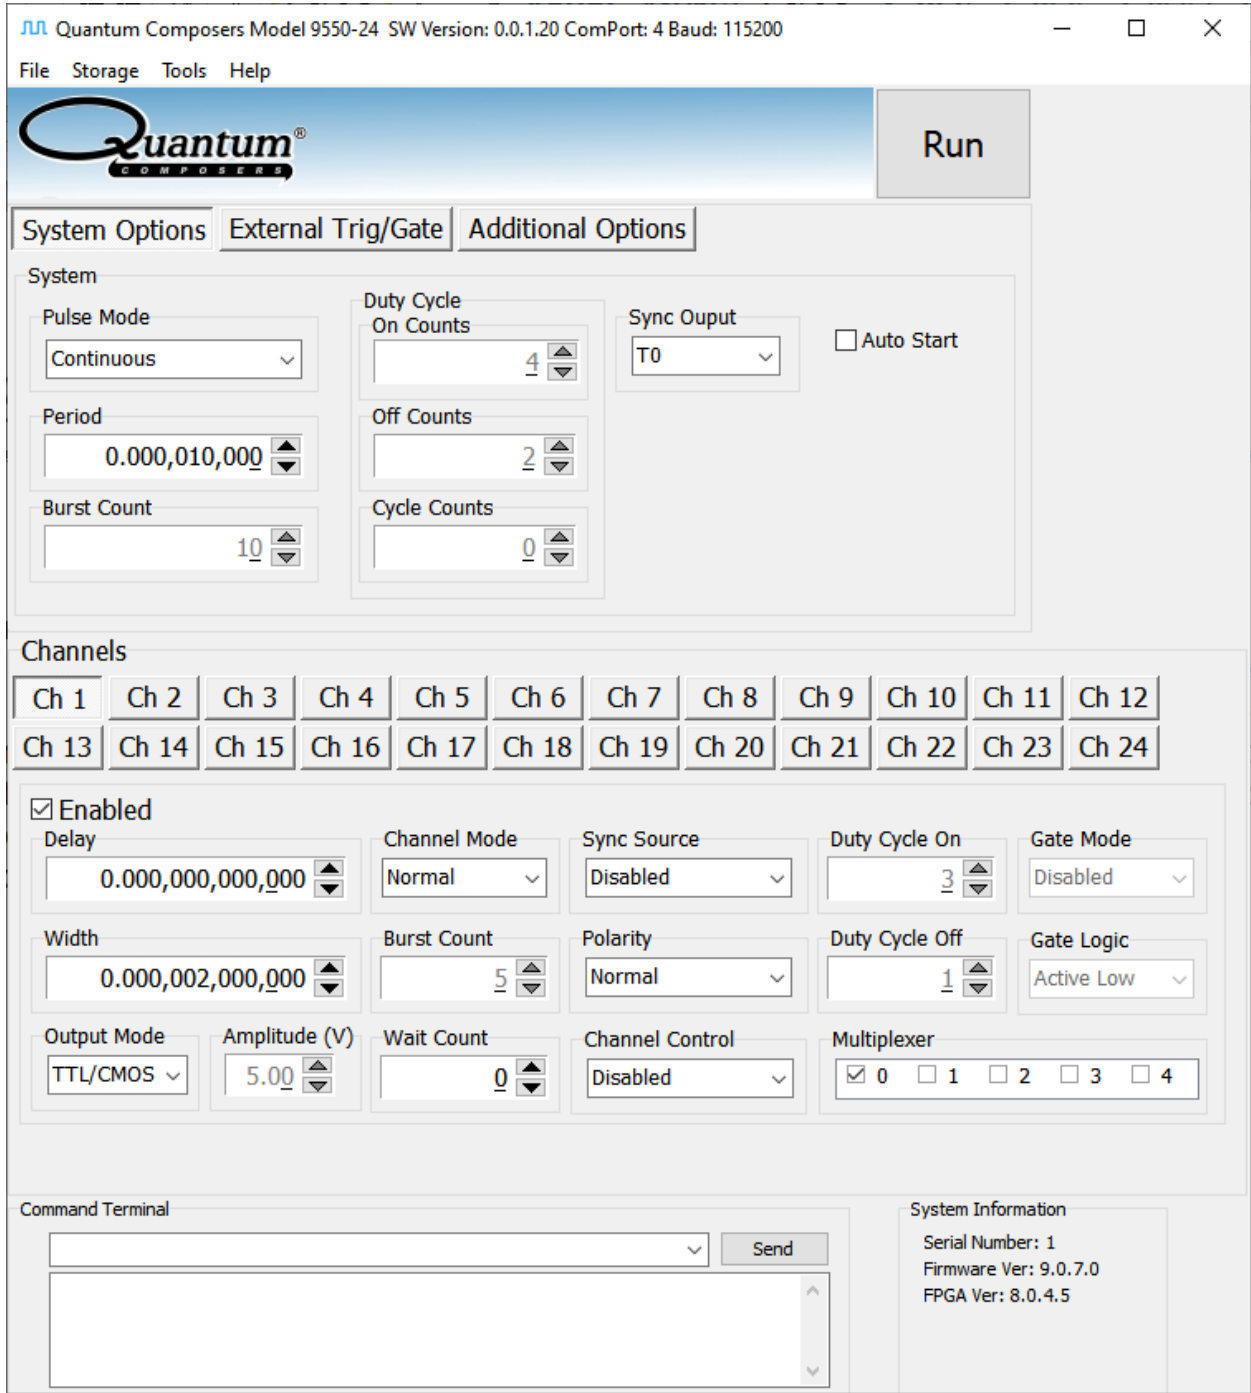 Quantum Composers Model 9550-24  SW Version: 0.0.1.20 ComPort: 4 Baud: 115200
File Storage Tools Help
Quantum®
COMPOSERS
Run
System Options External Trig/Gate Additional Options
System
Pulse Mode
Continuous
Period
0.000,010,000
Burst Count
10
Duty Cycle
On Counts
4
Off Counts
2
Cycle Counts
0
Sync Ouput
T0
Auto Start
Channels
Ch 1 Ch 2 Ch 3 Ch 4 Ch 5 Ch 6 Ch 7 Ch 8 Ch 9 Ch 10 Ch 11 Ch 12
Ch 13 Ch 14 Ch 15 Ch 16 Ch 17 Ch 18 Ch 19 Ch 20 Ch 21 Ch 22 Ch 23 Ch 24
Enabled
Delay Channel Mode Sync Source Duty Cycle On Gate Mode
0.000,000,000,000 Normal Disabled 3 Disabled
Width Burst Count Polarity Duty Cycle Off Gate Logic
0.000,002,000,000 5 Normal 1 Active Low
Output Mode Amplitude (V) Wait Count Channel Control Multiplexer
TTL/CMOS 5.00 0 Disabled 0 1 2 3 4
Command Terminal
Send
System Information
Serial Number: 1
Firmware Ver: 9.0.7.0
FPGA Ver: 8.0.4.5